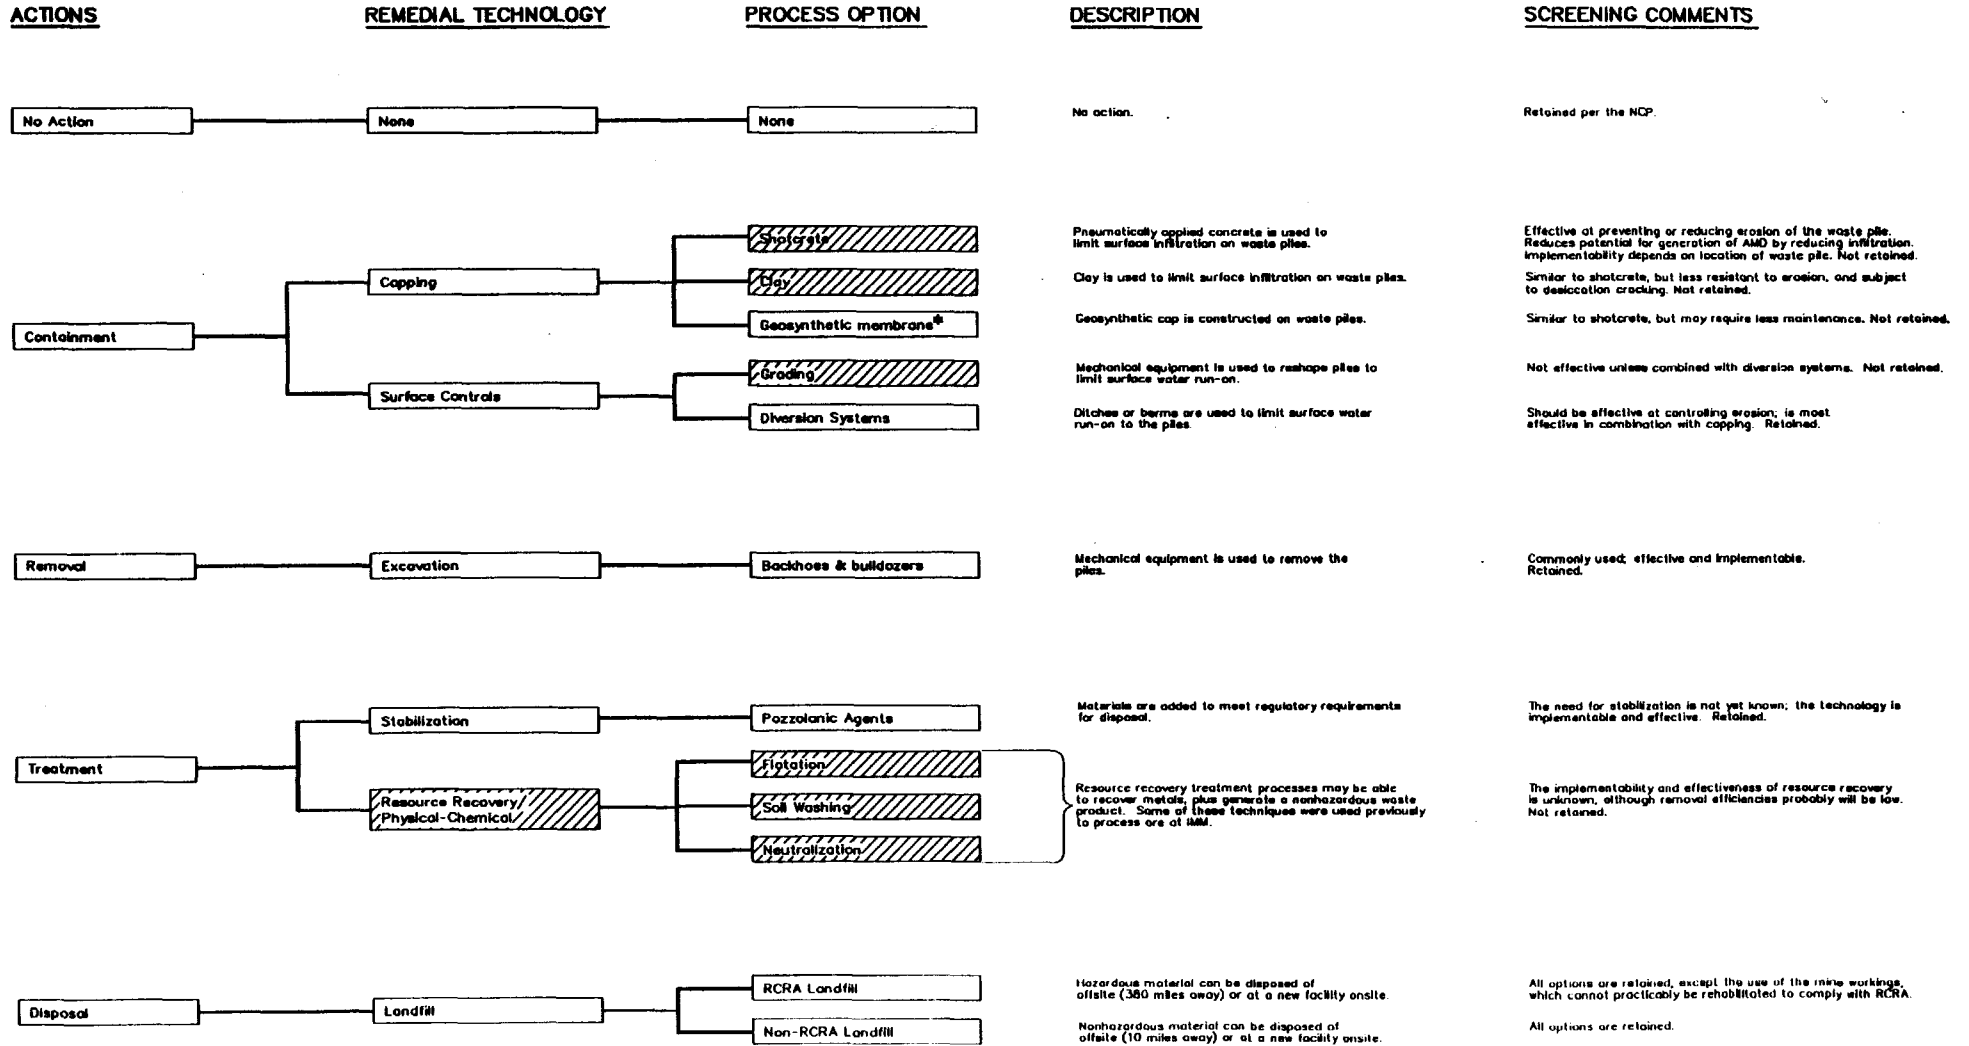 ACTIONS
REMEDIAL TECHNOLOGY
PROCESS OPTION
DESCRIPTION
SCREENING COMMENTS
No Action
None
None
No action.
Retained per the NCP.
Containment
Capping
Shotcrete
Pneumatically applied concrete is used to
limit surface infiltration on waste piles.
Effective at preventing or reducing erosion of the waste pile.
Reduces potential for generation of AMD by reducing infiltration.
Implementability depends on location of waste pile. Not retained.
Clay
Clay is used to limit surface infiltration on waste piles.
Similar to shotcrete, but less resistant to erosion, and subject
to desiccation cracking. Not retained.
Geosynthetic membrane*
Geosynthetic cap is constructed on waste piles.
Similar to shotcrete, but may require less maintenance. Not retained.
Surface Controls
Grading
Mechanical equipment is used to reshape piles to
limit surface water run-on.
Not effective unless combined with diversion systems. Not retained.
Diversion Systems
Ditches or berms are used to limit surface water
run-on to the piles.
Should be effective at controlling erosion; is most
effective in combination with capping. Retained.
Removal
Excavation
Backhoes & bulldozers
Mechanical equipment is used to remove the
piles.
Commonly used; effective and implementable.
Retained.
Treatment
Stabilization
Pozzolanic Agents
Materials are added to meet regulatory requirements
for disposal.
The need for stabilization is not yet known; the technology is
implementable and effective. Retained.
Resource Recovery/
Physical-Chemical
Flotation
Soil Washing
Neutralization
Resource recovery treatment processes may be able
to recover metals, plus generate a nonhazardous waste
product. Some of these techniques were used previously
to process ore at IMM.
The implementability and effectiveness of resource recovery
is unknown, although removal efficiencies probably will be low.
Not retained.
Disposal
Landfill
RCRA Landfill
Hazardous material can be disposed of
offsite (380 miles away) or at a new facility onsite.
All options are retained, except the use of the mine workings,
which cannot practicably be rehabilitated to comply with RCRA.
Non-RCRA Landfill
Nonhazardous material can be disposed of
offsite (10 miles away) or at a new facility onsite.
All options are retained.